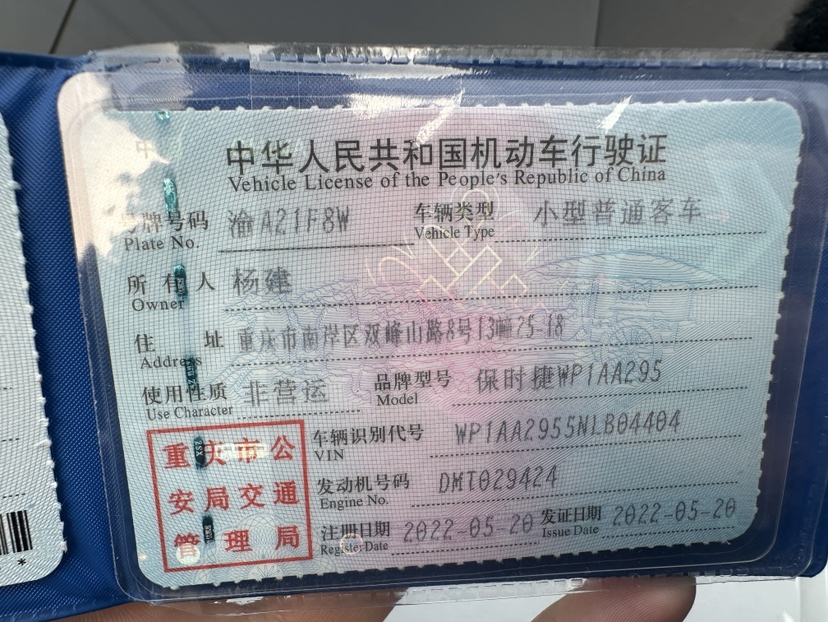 中华人民共和国机动车行驶证
Vehicle License of the People's Republic of China
号牌号码 渝A21F8W 车辆类型 小型普通客车
Plate No. Vehicle Type
所有人 杨建
Owner
住址 重庆市南岸区双峰山路8号13幢25-18
Address
使用性质 非营运 品牌型号 保时捷WP1AA295
Use Character Model
重庆市公
安局交通
管理局
车辆识别代号 WP1AA2955NLB04404
VIN
发动机号码 DMT029424
Engine No.
注册日期 2022-05-20 发证日期 2022-05-20
Register Date Issue Date